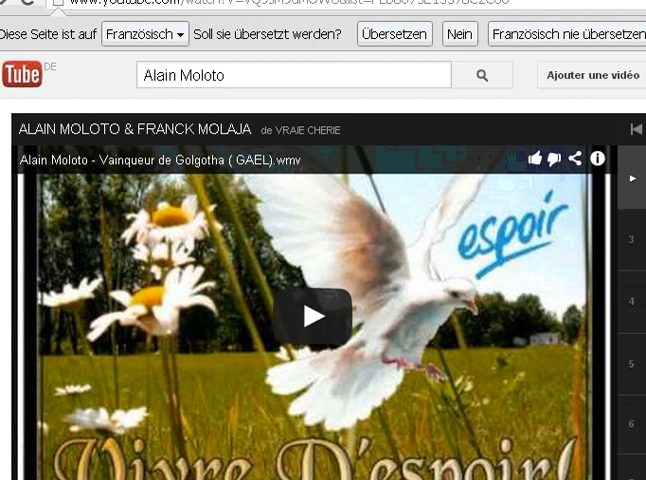 Diese Seite ist auf Französisch Soll sie übersetzt werden? Übersetzen Nein Französisch nie übersetzen
Tube DE Alain Moloto Ajouter une vidéo
ALAIN MOLOTO & FRANCK MOLAJA de VRAIE CHERIE
Alain Moloto - Vainqueur de Golgotha ( GAEL).wmv
espoir
3
4
5
6
Vivre D'espoir!